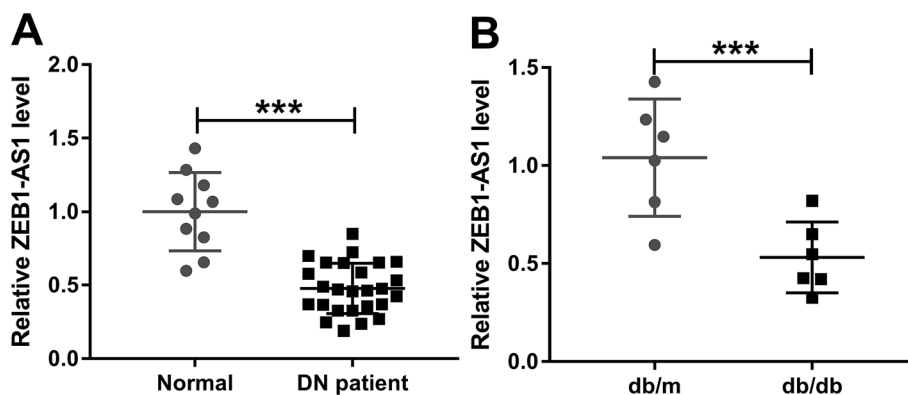 A
Relative ZEB1-AS1 level
2.0
1.5
1.0
0.5
0.0
***
Normal
DN patient
B
Relative ZEB1-AS1 level
1.5
1.0
0.5
0.0
***
db/m
db/db